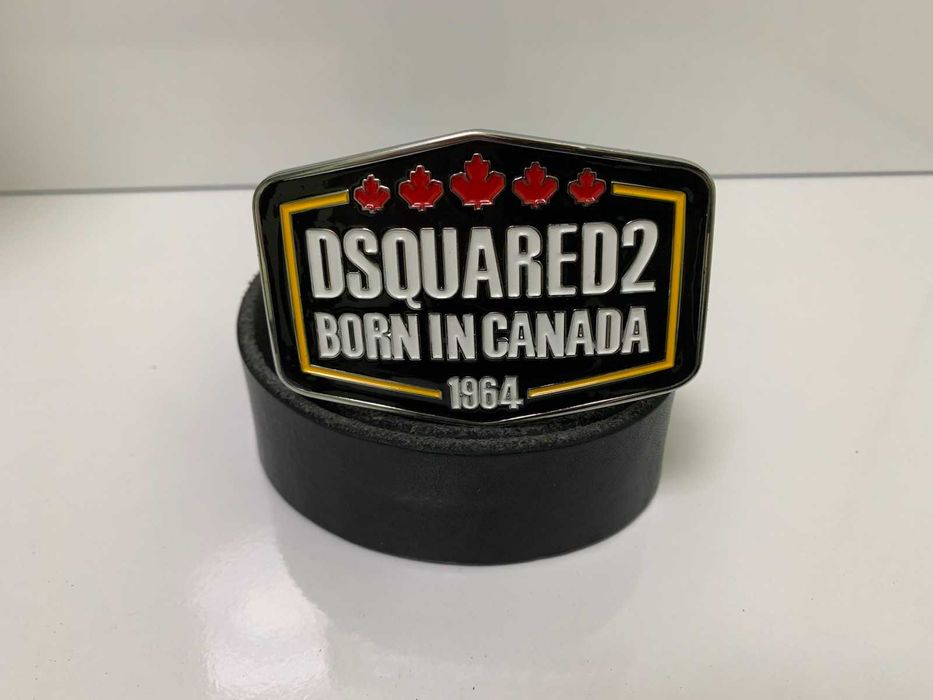 DSQUARED2
BORN IN CANADA
1964